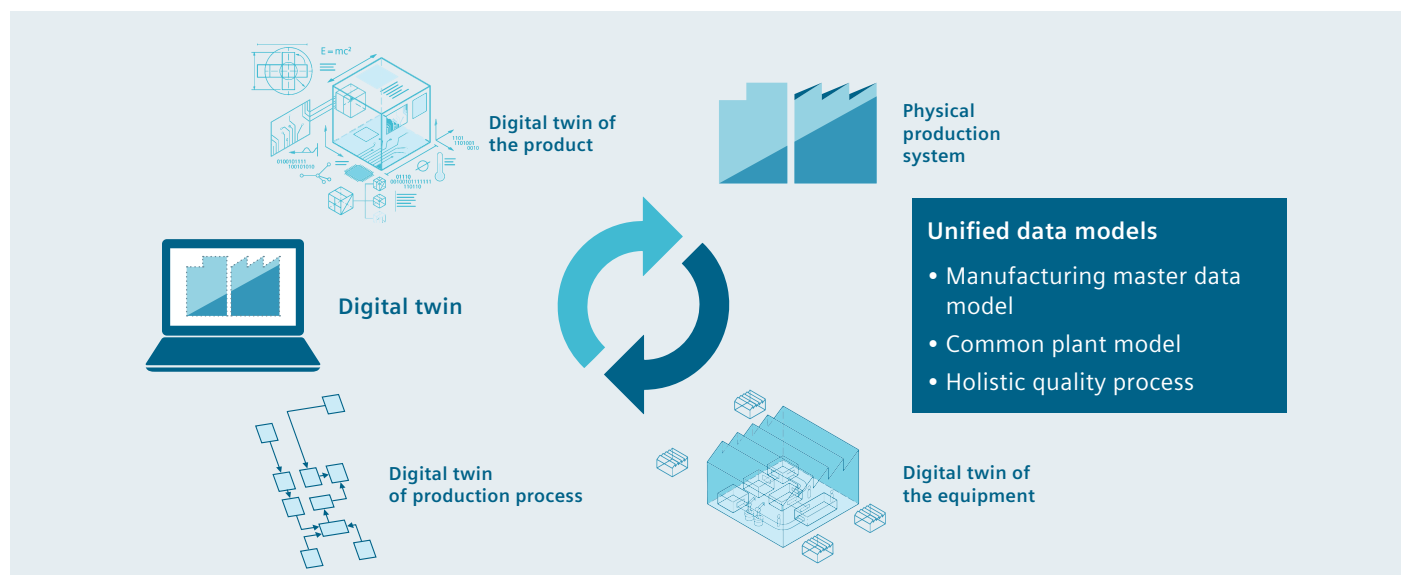 E = mc²
Digital twin of
the product
1101
1101001
0010
0100101111
100101010
01110
00100101111111
110110
Physical
production
system
Unified data models
• Manufacturing master data
model
• Common plant model
• Holistic quality process
Digital twin
Digital twin
of production process
Digital twin of
the equipment